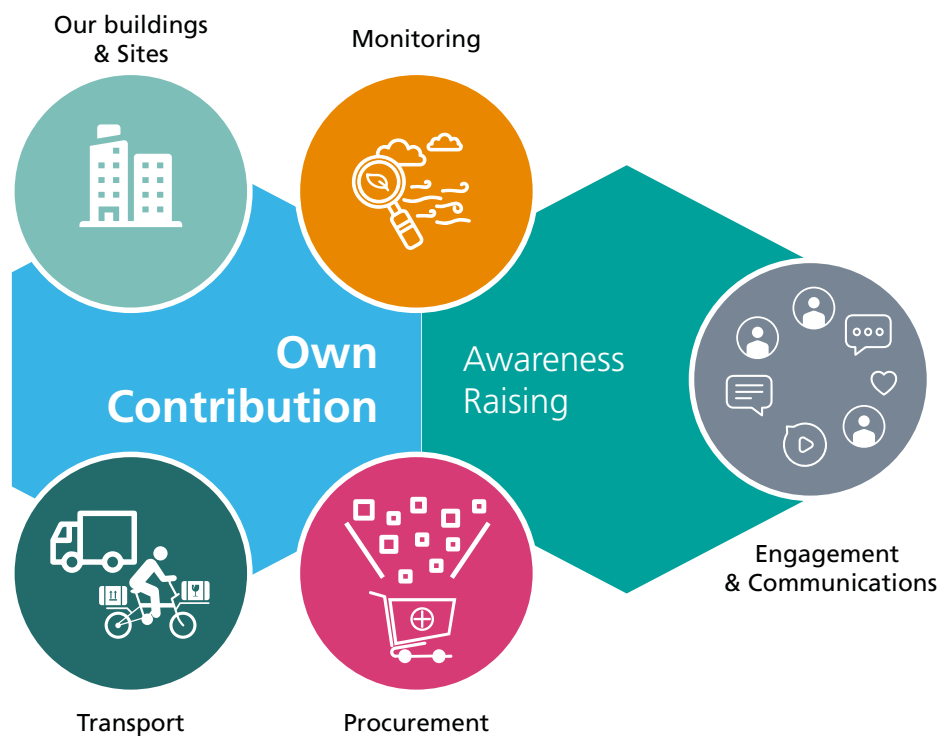 Our buildings
& Sites
Monitoring
Own
Contribution
Awareness
Raising
Engagement
& Communications
Transport
Procurement